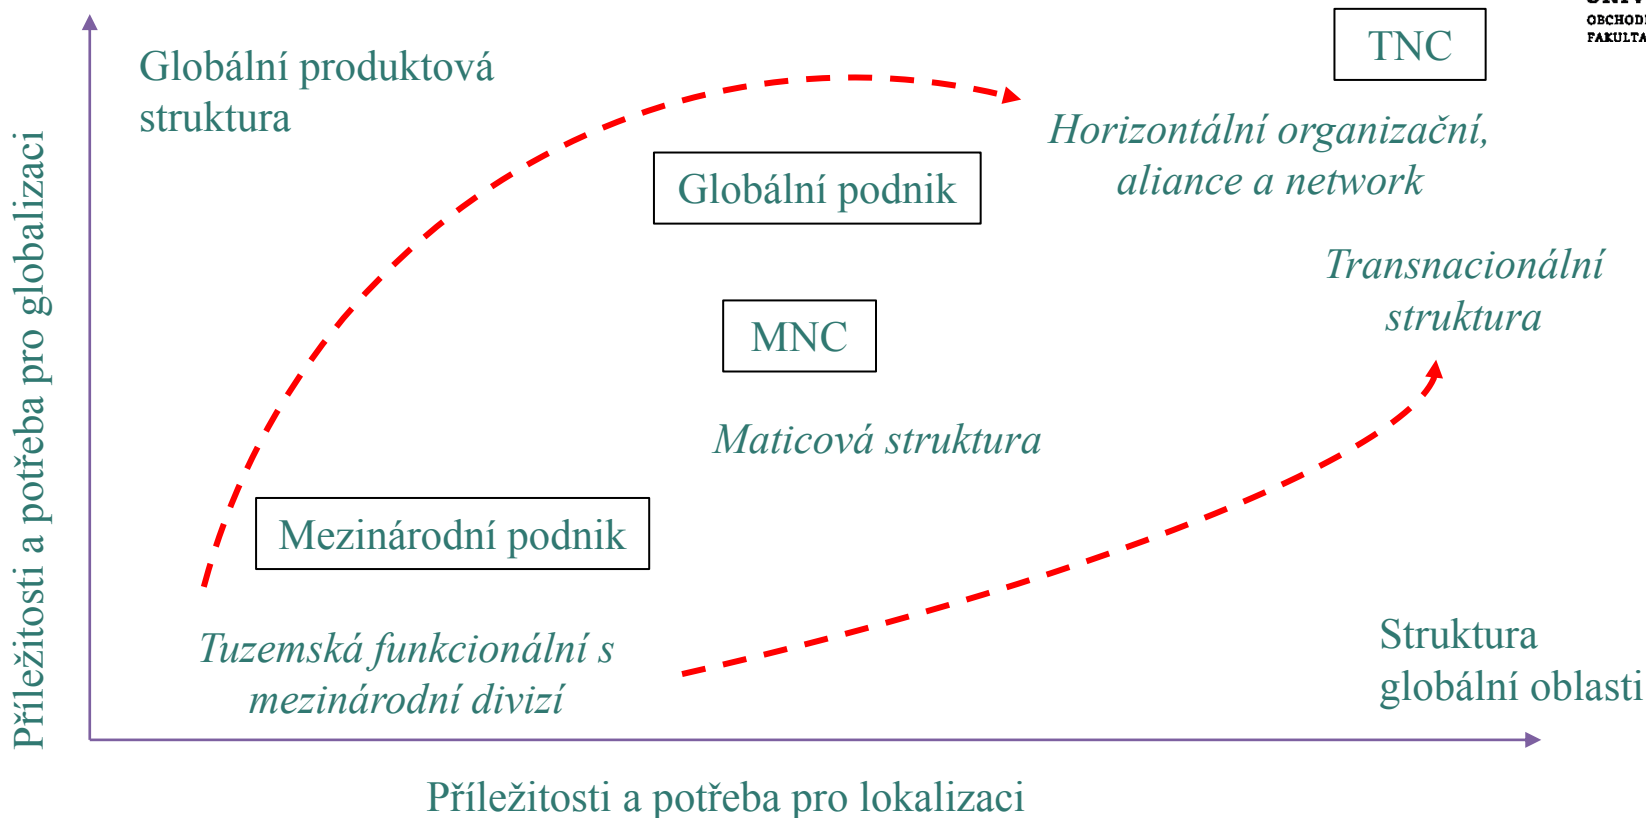 OBCHODN
FAKULTA
TNC
Globální produktová
struktura
Horizontální organizační,
aliance a network
Globální podnik
Transnacionální
struktura
MNC
Maticová struktura
Mezinárodní podnik
Tuzemská funkcionální s
mezinárodní divizí
Struktura
globální oblasti
Příležitosti a potřeba pro globalizaci
Příležitosti a potřeba pro lokalizaci